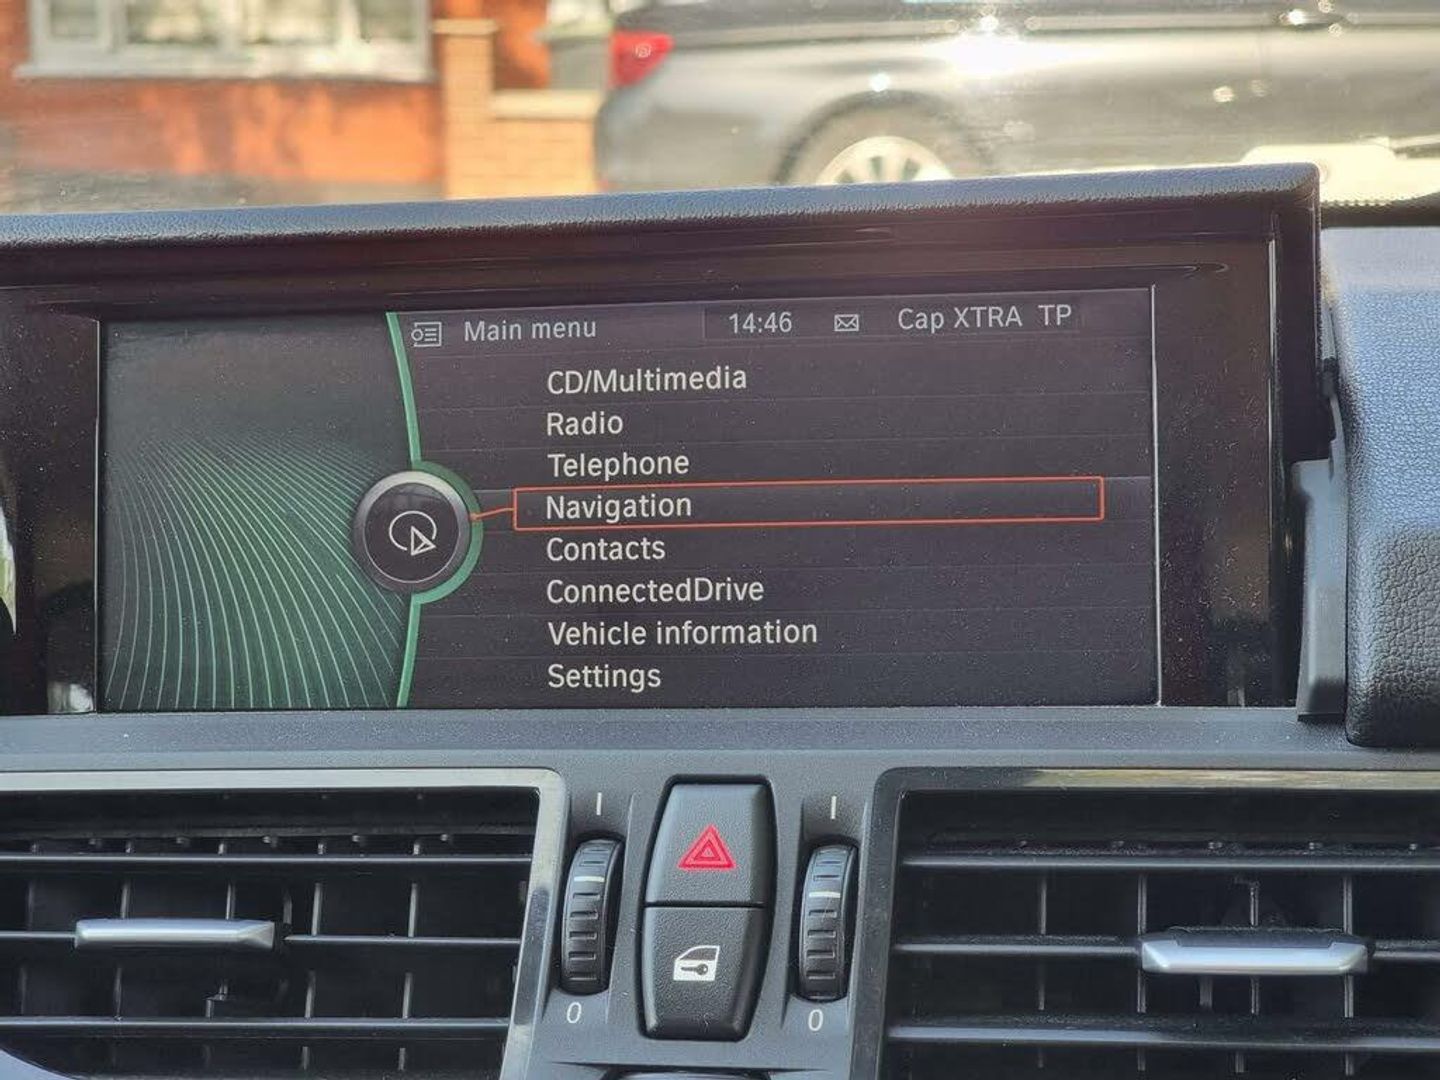 Main menu 14:46 Cap XTRA TP
CD/Multimedia
Radio
Telephone
Navigation
Contacts
ConnectedDrive
Vehicle information
Settings
I I
0 0